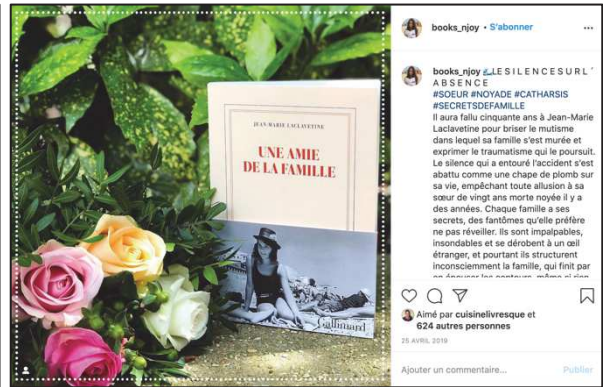 JEAN-MARIE LACLAVETINE
UNE AMIE
DE LA FAMILLE
Gallimard
books_njoy • S'abonner
books_njoy L E S I L E N C E S U R L ´
A B S E N C E
#SOEUR #NOYADE #CATHARSIS
#SECRETSDEFAMILLE
Il aura fallu cinquante ans à Jean-Marie
Laclavetine pour briser le mutisme
dans lequel sa famille s'est murée et
exprimer le traumatisme qui le poursuit.
Le silence qui a entouré l'accident s'est
abattu comme une chape de plomb sur
sa vie, empêchant toute allusion à sa
sœur de vingt ans morte noyée il y a
des années. Chaque famille a ses
secrets, des fantômes qu'elle préfère
ne pas réveiller. Ils sont impalpables,
insondables et se dérobent à un œil
étranger, et pourtant ils structurent
inconsciemment la famille, qui finit par
Aimé par cuisinelivresque et
624 autres personnes
25 AVRIL 2019
Ajouter un commentaire...
Publier